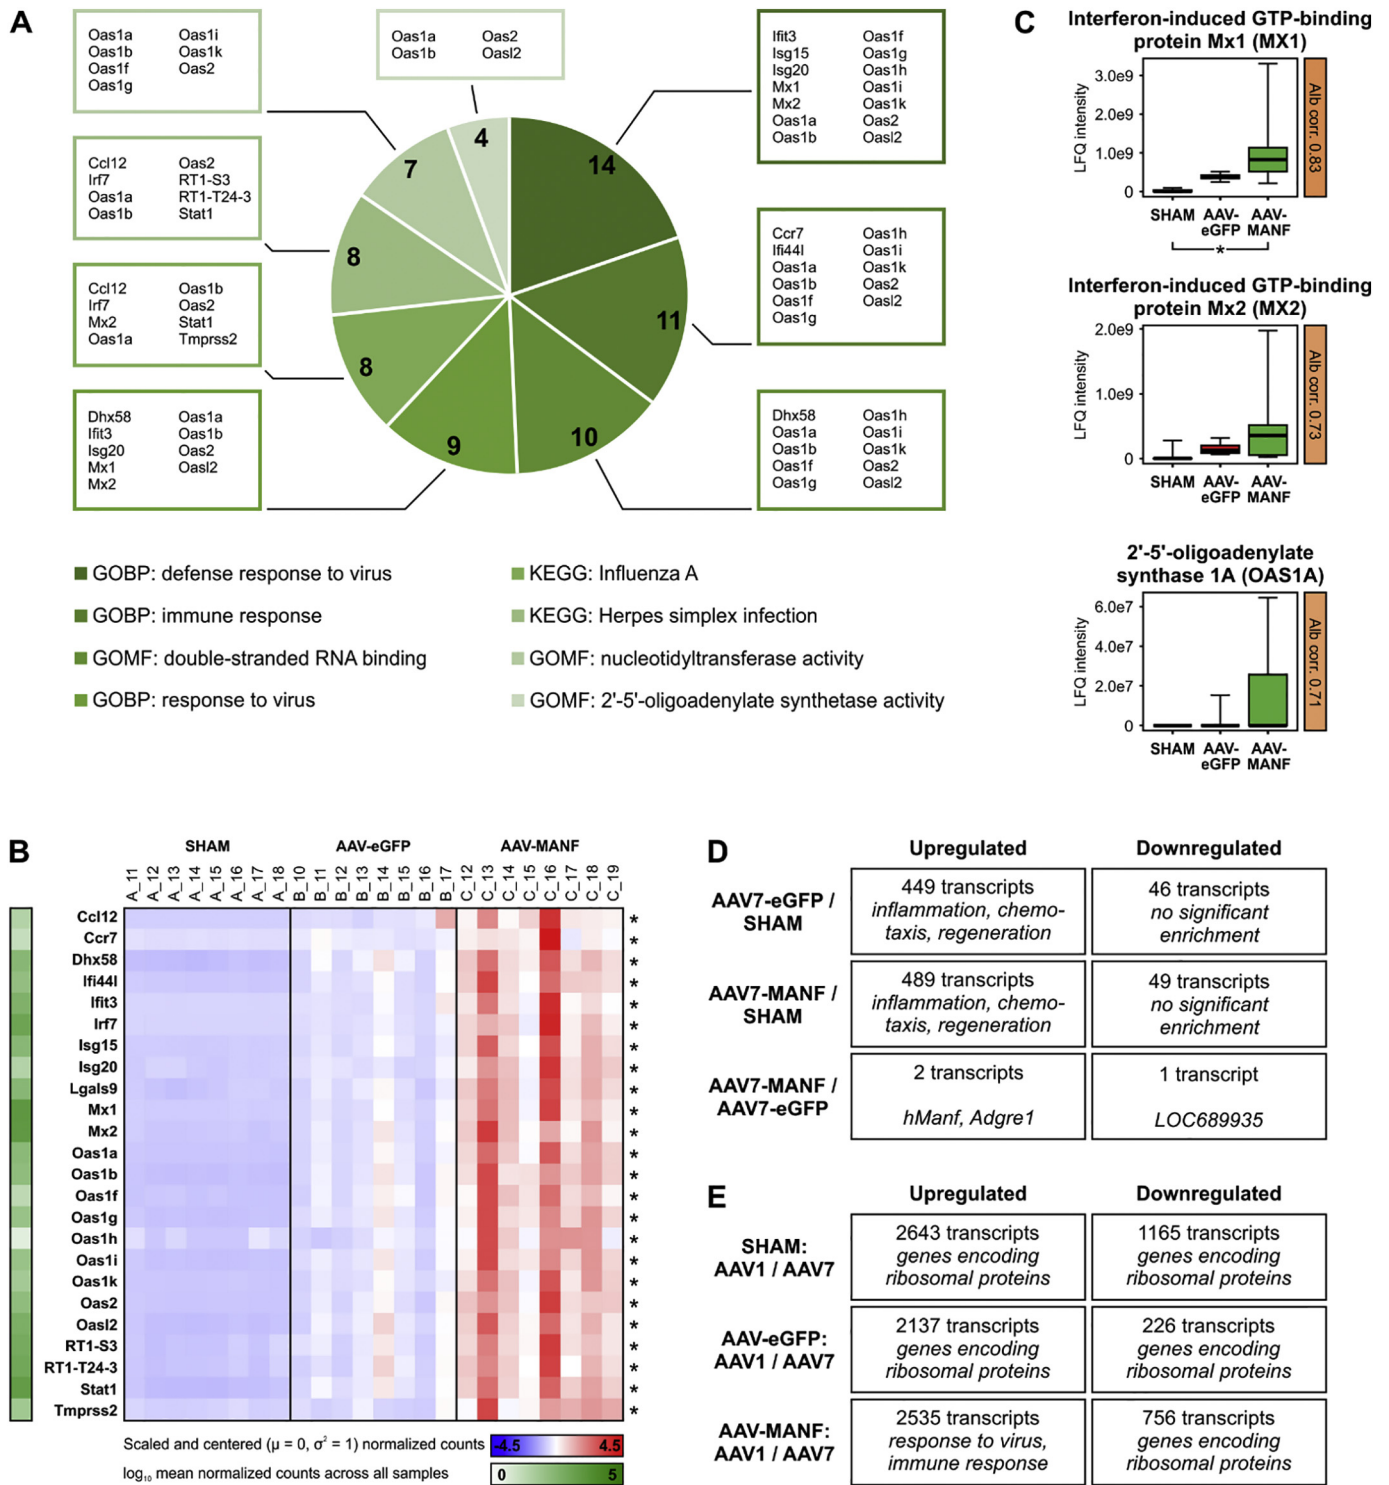 A
Oas1a Oas1i
Oas1b Oas1k
Oas1f Oas2
Oas1g
Oas1a Oas2
Oas1b Oasl2
Ifit3 Oas1f
Isg15 Oas1g
Isg20 Oas1h
Mx1 Oas1i
Mx2 Oas1k
Oas1a Oas2
Oas1b Oasl2
Ccl12 Oas2
Irf7 RT1-S3
Oas1a RT1-T24-3
Oas1b Stat1
Ccr7 Oas1h
Ifi44l Oas1i
Oas1a Oas1k
Oas1b Oas2
Oas1f Oasl2
Oas1g
Ccl12 Oas1b
Irf7 Oas2
Mx2 Stat1
Oas1a Tmprss2
Dhx58 Oas1a
Ifit3 Oas1b
Isg20 Oas2
Mx1 Oasl2
Mx2
Dhx58 Oas1h
Oas1a Oas1i
Oas1b Oas1k
Oas1f Oas2
Oas1g Oasl2
4
14
7
8
11
8
9
10
GOBP: defense response to virus
GOBP: immune response
GOMF: double-stranded RNA binding
GOBP: response to virus
KEGG: Influenza A
KEGG: Herpes simplex infection
GOMF: nucleotidyltransferase activity
GOMF: 2'-5'-oligoadenylate synthetase activity
C
Interferon-induced GTP-binding
protein Mx1 (MX1)
LFQ intensity
3.0e9
2.0e9
1.0e9
0
SHAM AAV-eGFP AAV-MANF
*
Alb corr. 0.83
Interferon-induced GTP-binding
protein Mx2 (MX2)
LFQ intensity
2.0e9
1.0e9
0
SHAM AAV-eGFP AAV-MANF
Alb corr. 0.73
2'-5'-oligoadenylate
synthase 1A (OAS1A)
LFQ intensity
6.0e7
4.0e7
2.0e7
0
SHAM AAV-eGFP AAV-MANF
Alb corr. 0.71
B
SHAM AAV-eGFP AAV-MANF
A_11 A_12 A_13 A_14 A_15 A_16 A_17 A_18 B_10 B_11 B_12 B_13 B_14 B_15 B_16 B_17 C_12 C_13 C_14 C_15 C_16 C_17 C_18 C_19
Ccl12 *
Ccr7 *
Dhx58 *
Ifi44l *
Ifit3 *
Irf7 *
Isg15 *
Isg20 *
Lgals9 *
Mx1 *
Mx2 *
Oas1a *
Oas1b *
Oas1f *
Oas1g *
Oas1h *
Oas1i *
Oas1k *
Oas2 *
Oasl2 *
RT1-S3 *
RT1-T24-3 *
Stat1 *
Tmprss2 *
Scaled and centered (μ = 0, σ² = 1) normalized counts -4.5 4.5
log₁₀ mean normalized counts across all samples 0 5
D
Upregulated Downregulated
AAV7-eGFP /
SHAM
449 transcripts
inflammation, chemo-
taxis, regeneration
46 transcripts
no significant
enrichment
AAV7-MANF /
SHAM
489 transcripts
inflammation, chemo-
taxis, regeneration
49 transcripts
no significant
enrichment
AAV7-MANF /
AAV7-eGFP
2 transcripts
hManf, Adgre1
1 transcript
LOC689935
E
Upregulated Downregulated
SHAM:
AAV1 / AAV7
2643 transcripts
genes encoding
ribosomal proteins
1165 transcripts
genes encoding
ribosomal proteins
AAV-eGFP:
AAV1 / AAV7
2137 transcripts
genes encoding
ribosomal proteins
226 transcripts
genes encoding
ribosomal proteins
AAV-MANF:
AAV1 / AAV7
2535 transcripts
response to virus,
immune response
756 transcripts
genes encoding
ribosomal proteins